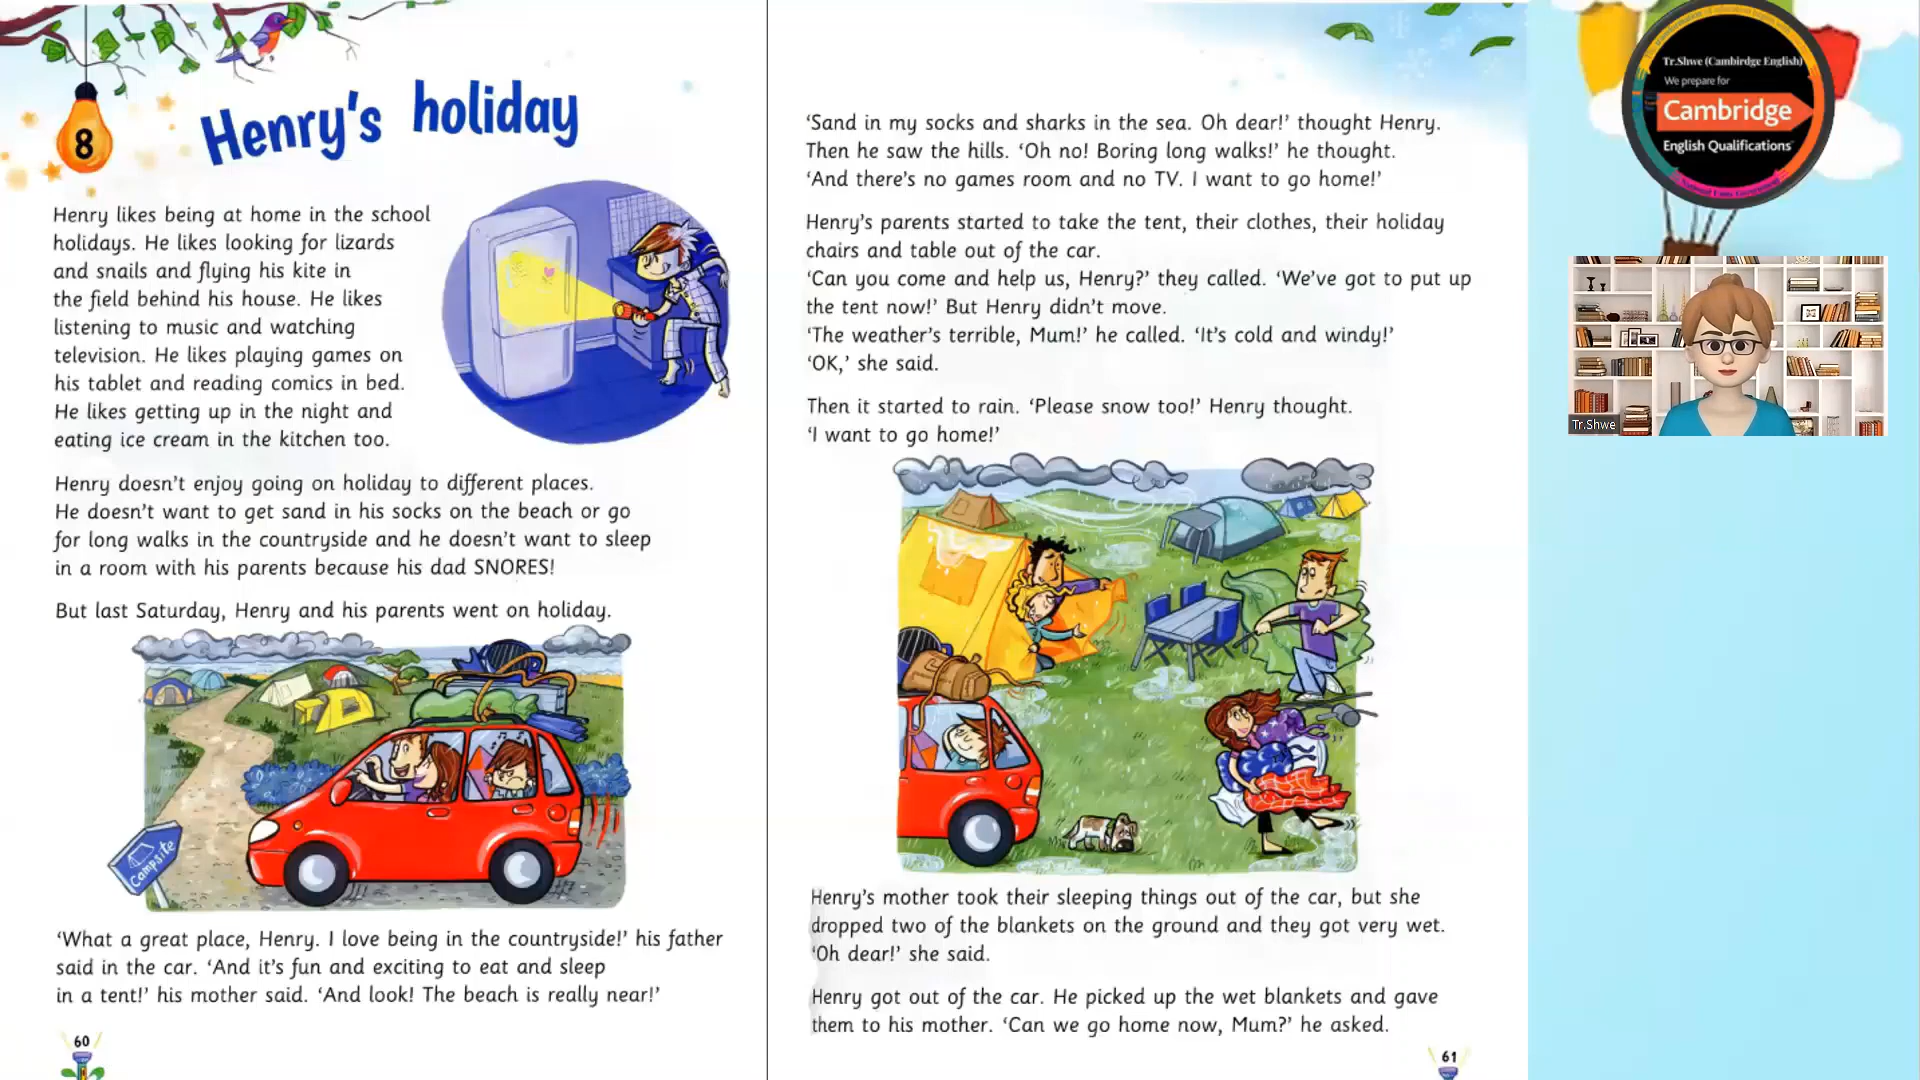 8
Henry's holiday
Henry likes being at home in the school
holidays. He likes looking for lizards
and snails and flying his kite in
the field behind his house. He likes
listening to music and watching
television. He likes playing games on
his tablet and reading comics in bed.
He likes getting up in the night and
eating ice cream in the kitchen too.
Henry doesn't enjoy going on holiday to different places.
He doesn't want to get sand in his socks on the beach or go
for long walks in the countryside and he doesn't want to sleep
in a room with his parents because his dad SNORES!
But last Saturday, Henry and his parents went on holiday.
Campsite
'What a great place, Henry. I love being in the countryside!' his father
said in the car. 'And it's fun and exciting to eat and sleep
in a tent!' his mother said. 'And look! The beach is really near!'
60
'Sand in my socks and sharks in the sea. Oh dear!' thought Henry.
Then he saw the hills. 'Oh no! Boring long walks!' he thought.
'And there's no games room and no TV. I want to go home!'
Henry's parents started to take the tent, their clothes, their holiday
chairs and table out of the car.
'Can you come and help us, Henry?' they called. 'We've got to put up
the tent now!' But Henry didn't move.
'The weather's terrible, Mum!' he called. 'It's cold and windy!'
'OK,' she said.
Then it started to rain. 'Please snow too!' Henry thought.
'I want to go home!'
Henry's mother took their sleeping things out of the car, but she
dropped two of the blankets on the ground and they got very wet.
'Oh dear!' she said.
Henry got out of the car. He picked up the wet blankets and gave
them to his mother. 'Can we go home now, Mum?' he asked.
61
Tr.Shwe (Cambirdge English)
We prepare for
Cambridge
English Qualifications
Tr.Shwe